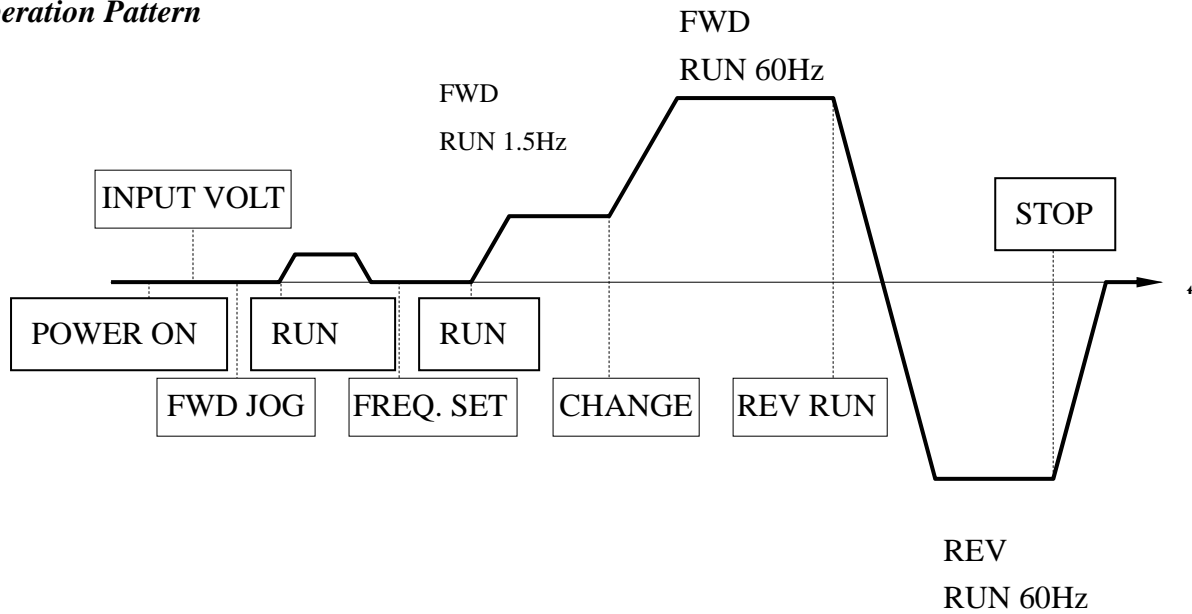 eration Pattern
FWD
RUN 60Hz
FWD
RUN 1.5Hz
INPUT VOLT
STOP
POWER ON
RUN
RUN
FWD JOG
FREQ. SET
CHANGE
REV RUN
REV
RUN 60Hz